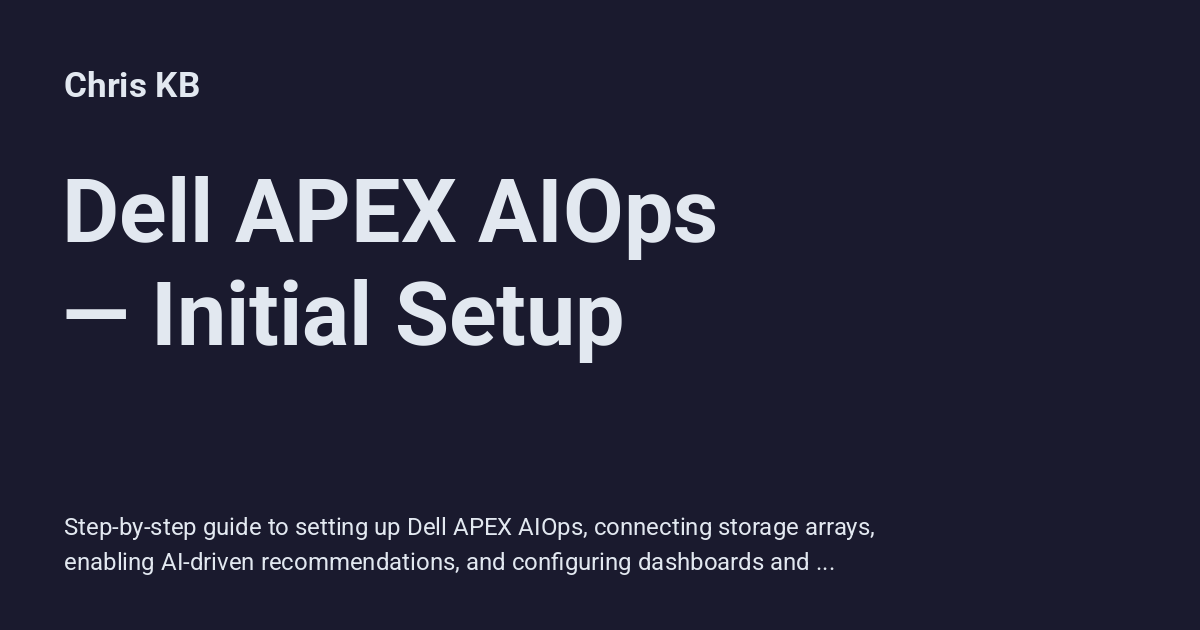 Chris KB
Dell APEX AIOps
— Initial Setup
Step-by-step guide to setting up Dell APEX AIOps, connecting storage arrays,
enabling AI-driven recommendations, and configuring dashboards and ...